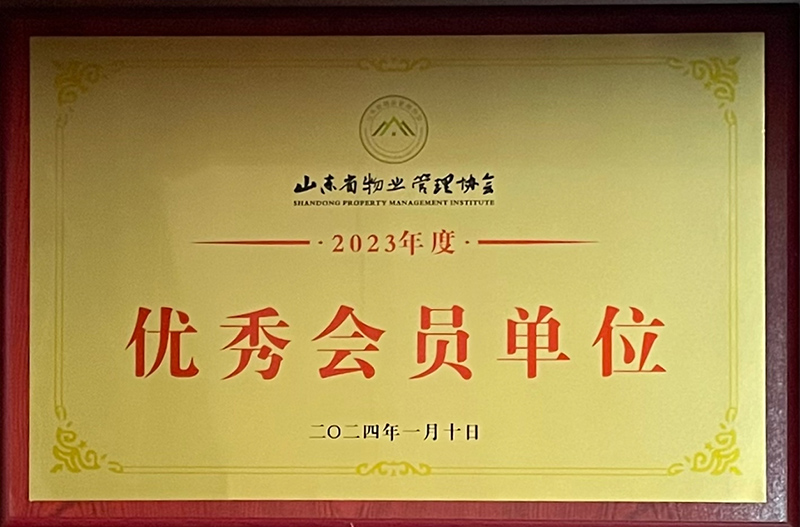 山东省物业管理协会
SHANDONG PROPERTY MANAGEMENT INSTITUTE
·2023年度·
优秀会员单位
二〇二四年一月十日